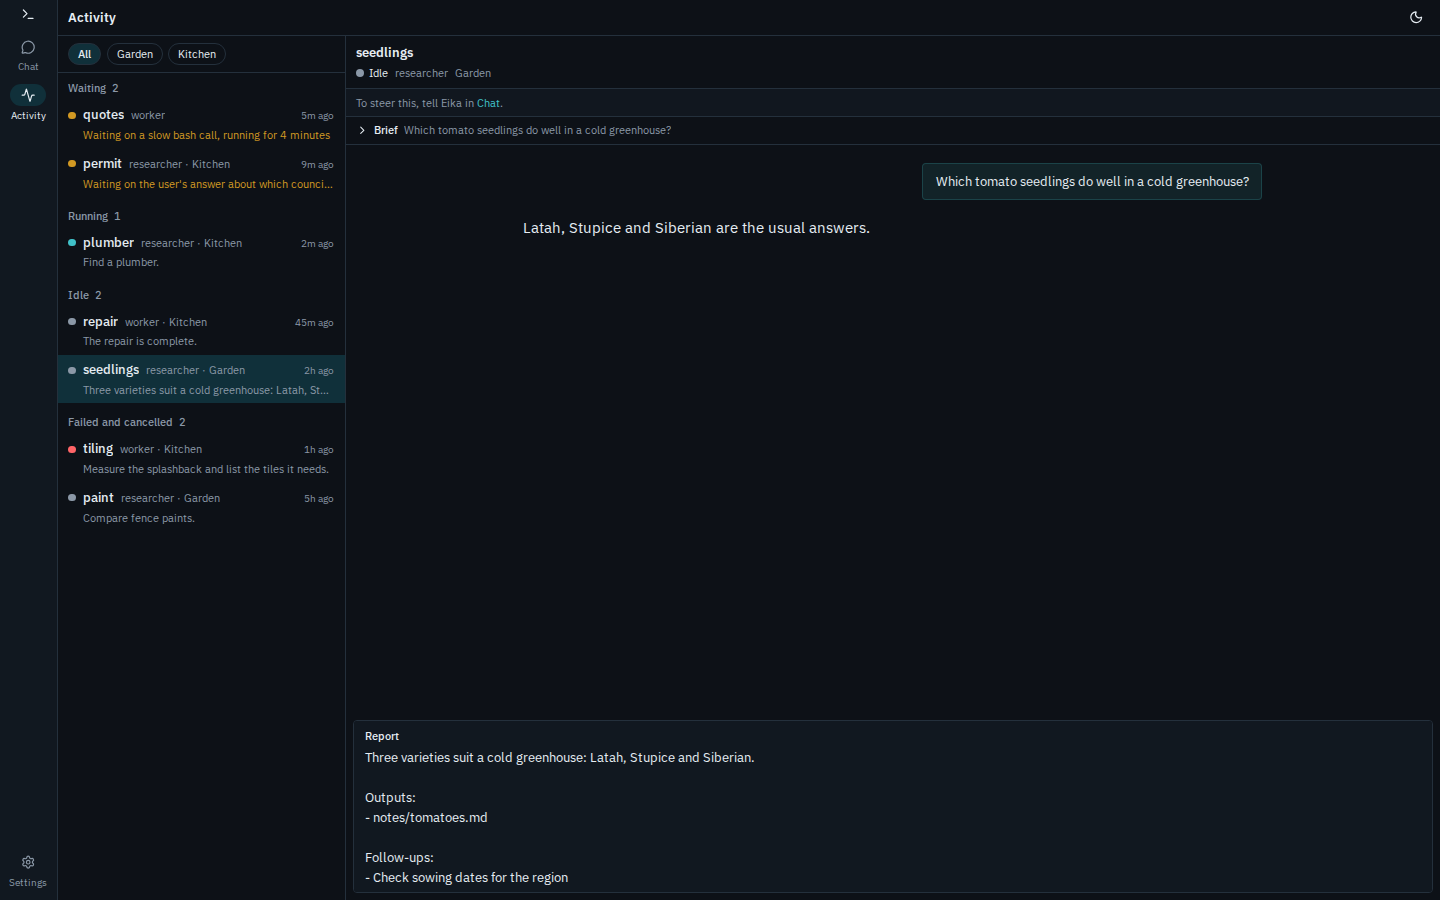 Activity
Chat
Activity
Settings
All Garden Kitchen
Waiting 2
quotes worker 5m ago
Waiting on a slow bash call, running for 4 minutes
permit researcher · Kitchen 9m ago
Waiting on the user's answer about which counci...
Running 1
plumber researcher · Kitchen 2m ago
Find a plumber.
Idle 2
repair worker · Kitchen 45m ago
The repair is complete.
seedlings researcher · Garden 2h ago
Three varieties suit a cold greenhouse: Latah, St...
Failed and cancelled 2
tiling worker · Kitchen 1h ago
Measure the splashback and list the tiles it needs.
paint researcher · Garden 5h ago
Compare fence paints.
seedlings
Idle researcher Garden
To steer this, tell Eika in Chat.
Brief Which tomato seedlings do well in a cold greenhouse?
Which tomato seedlings do well in a cold greenhouse?
Latah, Stupice and Siberian are the usual answers.
Report
Three varieties suit a cold greenhouse: Latah, Stupice and Siberian.
Outputs:
- notes/tomatoes.md
Follow-ups:
- Check sowing dates for the region